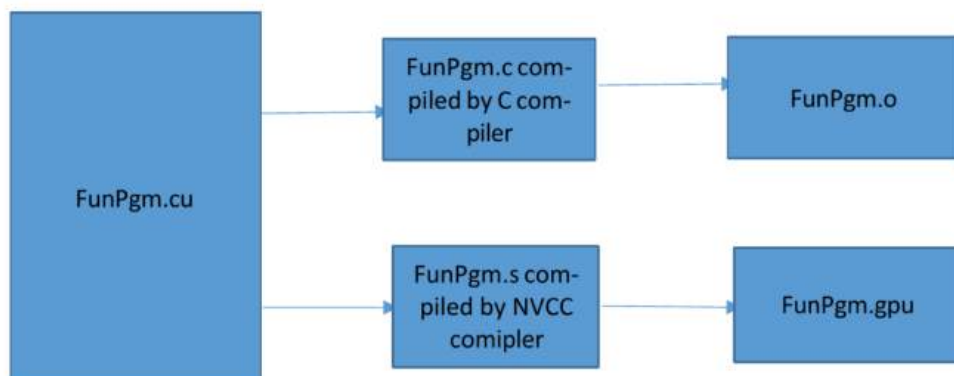 FunPgm.cu
FunPgm.c com-
piled by C com-
piler
FunPgm.o
FunPgm.s com-
piled by NVCC
comipler
FunPgm.gpu